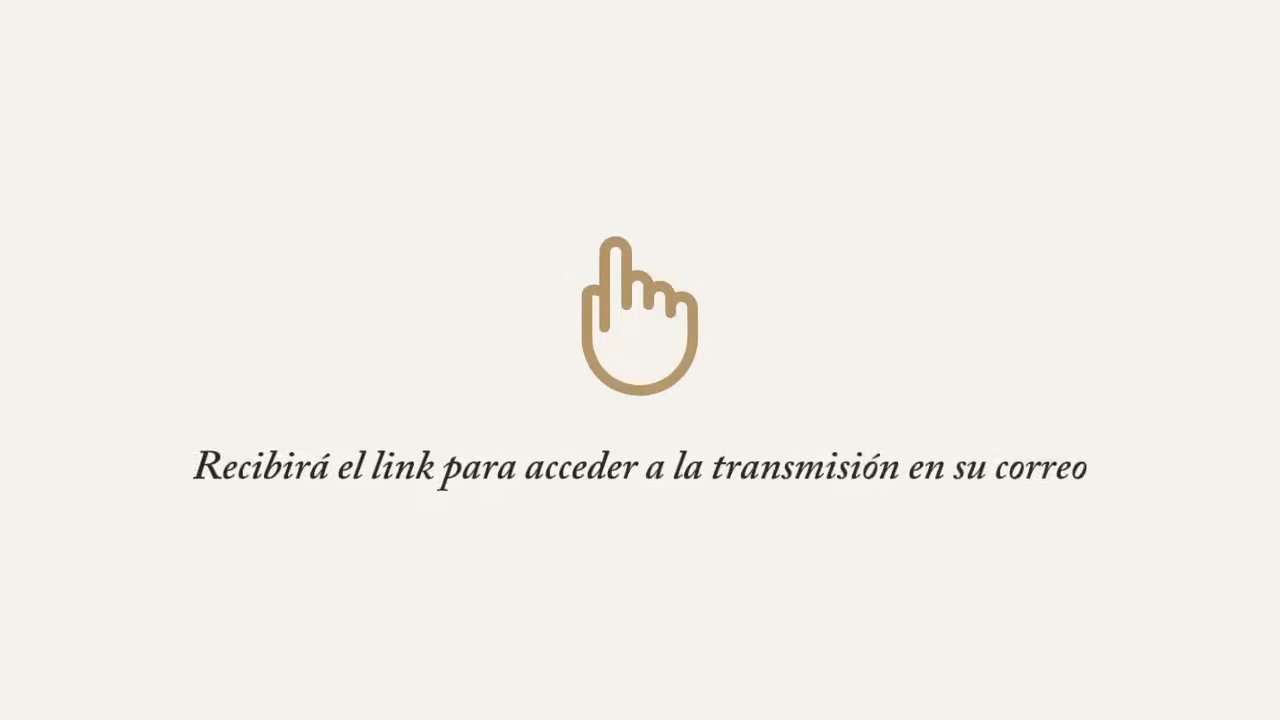 Recibirá el link para acceder a la transmisión en su correo